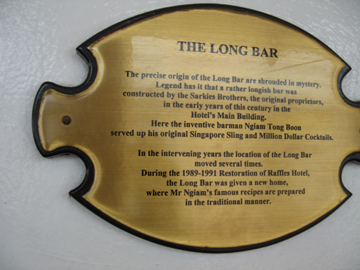 THE LONG BAR
The precise origin of the Long Bar are shrouded in mystery.
Legend has it that a rather longish bar was
constructed by the Sarkies Brothers, the original proprietors,
in the early years of this century in the
Hotel's Main Building.
Here the inventive barman Ngiam Tong Boon
served up his original Singapore Sling and Million Dollar Cocktails.
In the intervening years the location of the Long Bar
moved several times.
During the 1989-1991 Restoration of Raffles Hotel,
the Long Bar was given a new home,
where Mr Ngiam's famous recipes are prepared
in the traditional manner.